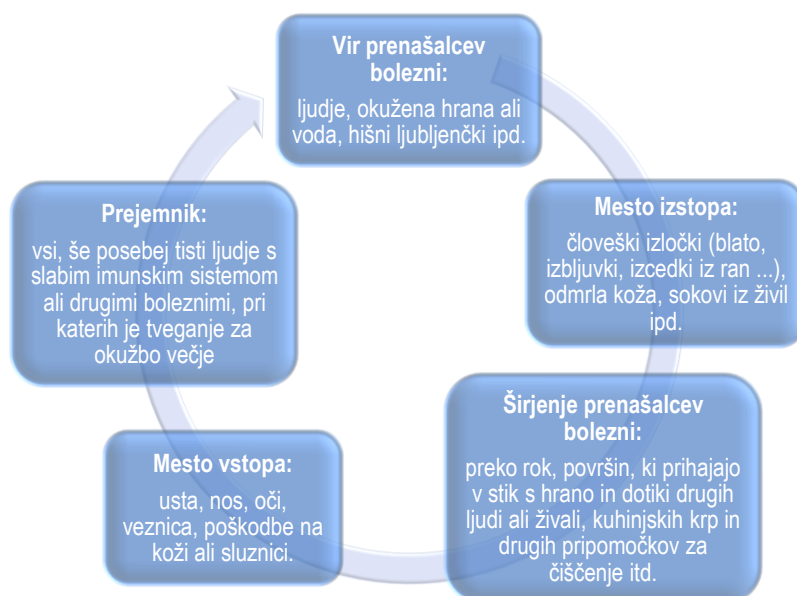 Vir prenašalcev
bolezni:
ljudje, okužena hrana ali
voda, hišni ljubljenčki ipd.
Mesto izstopa:
človeški izločki (blato,
izbljuvki, izcedki iz ran ...),
odmrla koža, sokovi iz živil
ipd.
Širjenje prenašalcev
bolezni:
preko rok, površin, ki prihajajo
v stik s hrano in dotiki drugih
ljudi ali živali, kuhinjskih krp in
drugih pripomočkov za
čiščenje itd.
Mesto vstopa:
usta, nos, oči,
veznica, poškodbe na
koži ali sluznici.
Prejemnik:
vsi, še posebej tisti ljudje s
slabim imunskim sistemom
ali drugimi boleznimi, pri
katerih je tveganje za
okužbo večje